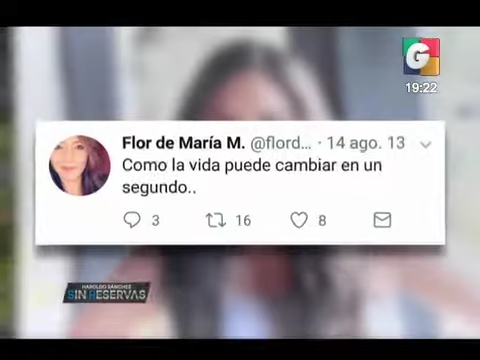 G
19:22
Flor de María M. @flord... · 14 ago. 13
Como la vida puede cambiar en un
segundo..
3 16 8
HAROLDO SÁNCHEZ
SIN RESERVAS